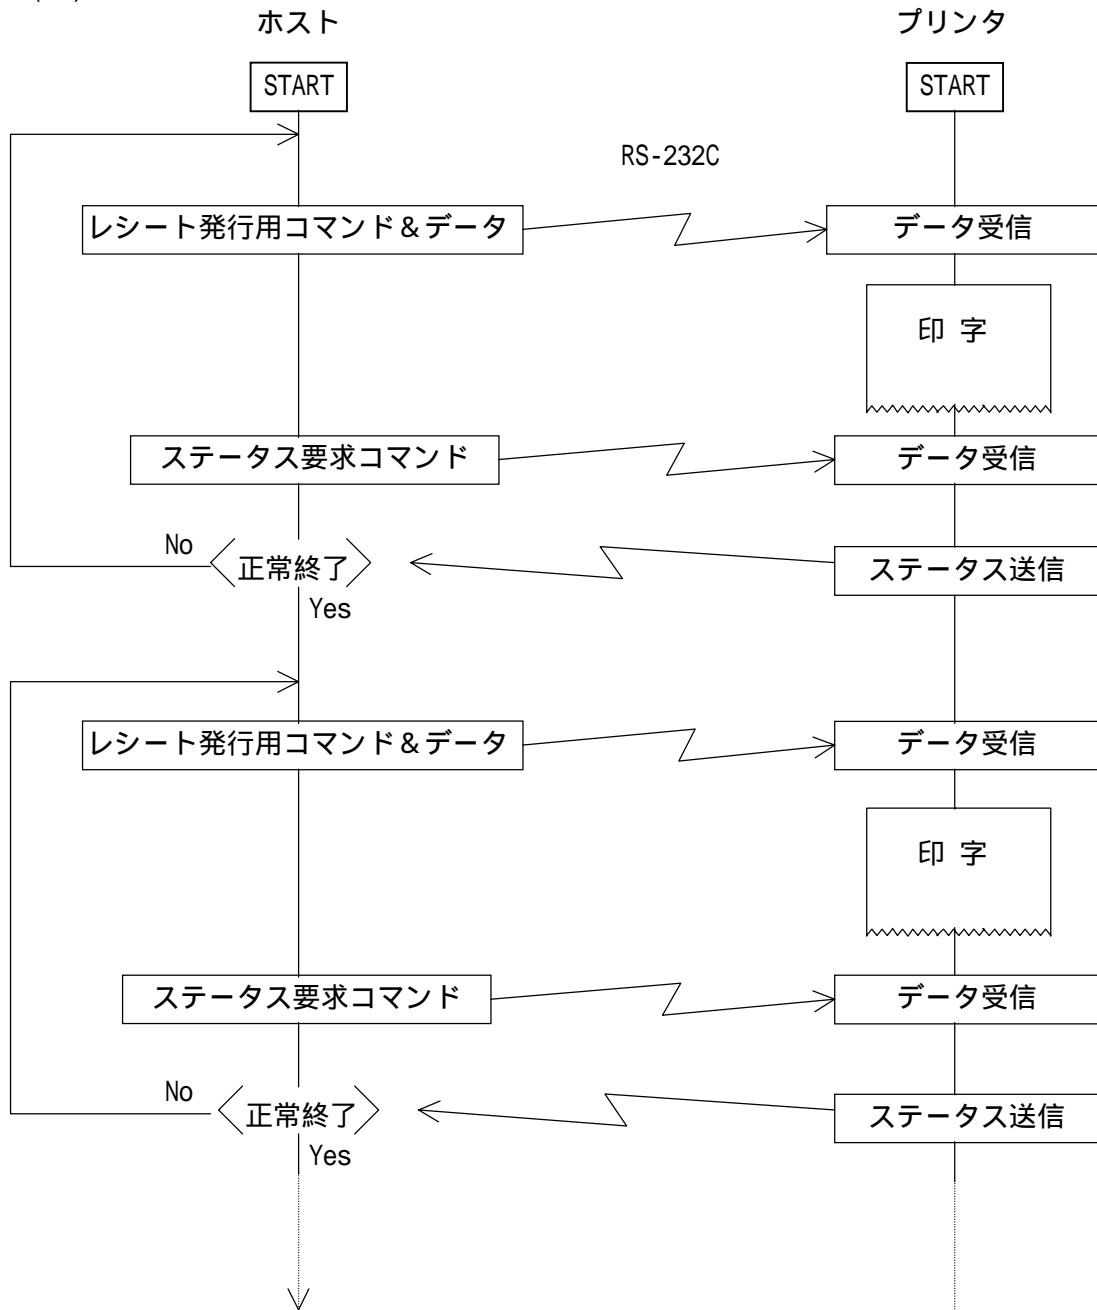 ホスト
プリンタ
START
START
RS-232C
レシート発行用コマンド＆データ
データ受信
印 字
ステータス要求コマンド
データ受信
No
正常終了
ステータス送信
Yes
レシート発行用コマンド＆データ
データ受信
印 字
ステータス要求コマンド
データ受信
No
正常終了
ステータス送信
Yes